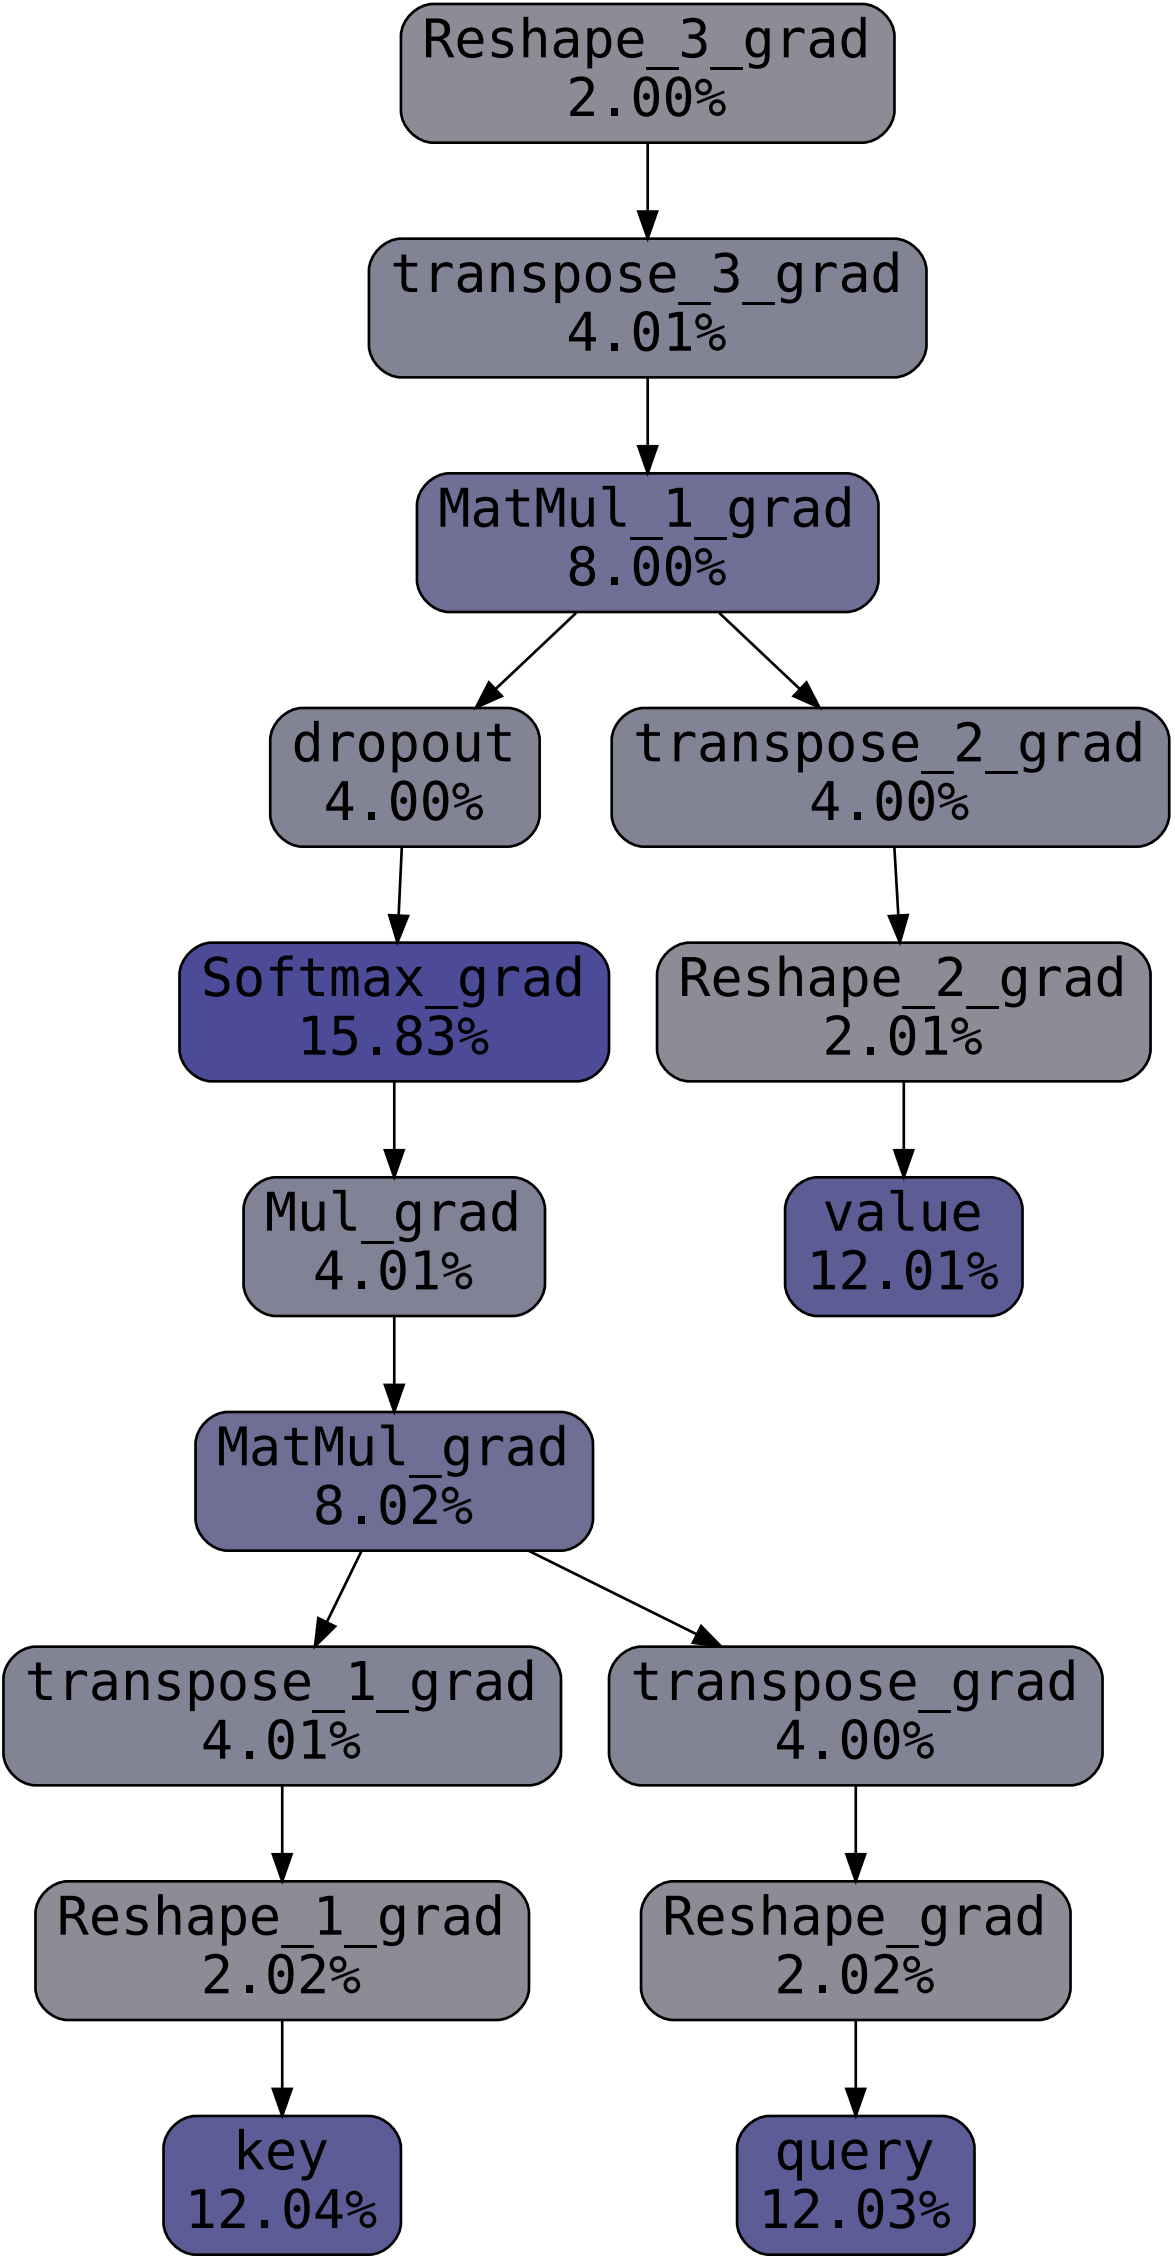 Reshape_3_grad
2.00%
transpose_3_grad
4.01%
MatMul_1_grad
8.00%
dropout
4.00%
transpose_2_grad
4.00%
Softmax_grad
15.83%
Reshape_2_grad
2.01%
Mul_grad
4.01%
value
12.01%
MatMul_grad
8.02%
transpose_1_grad
4.01%
transpose_grad
4.00%
Reshape_1_grad
2.02%
Reshape_grad
2.02%
key
12.04%
query
12.03%